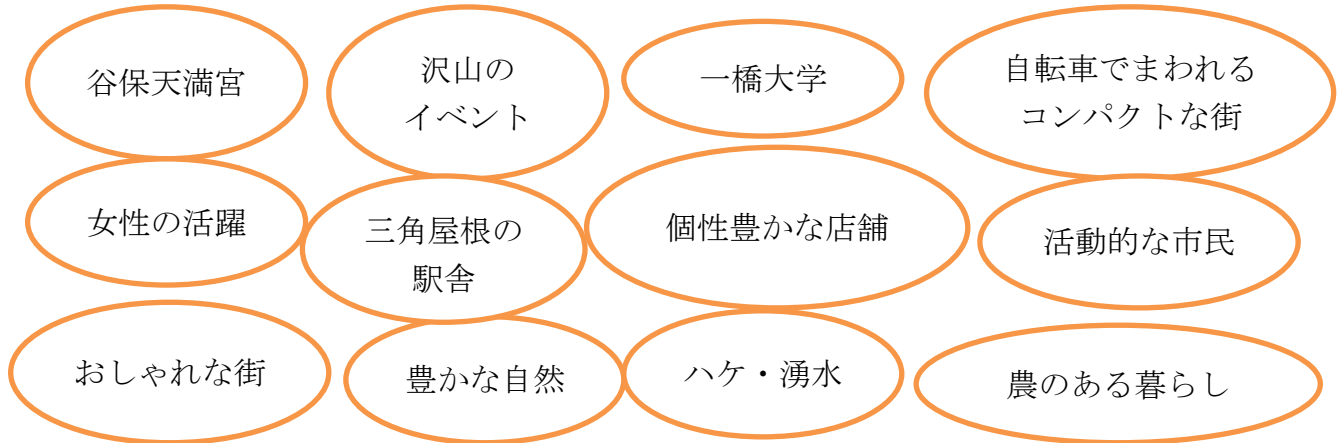 谷保天満宮
沢山の
イベント
一橋大学
自転車でまわれる
コンパクトな街
女性の活躍
三角屋根の
駅舎
個性豊かな店舗
活動的な市民
おしゃれな街
豊かな自然
ハケ・湧水
農のある暮らし